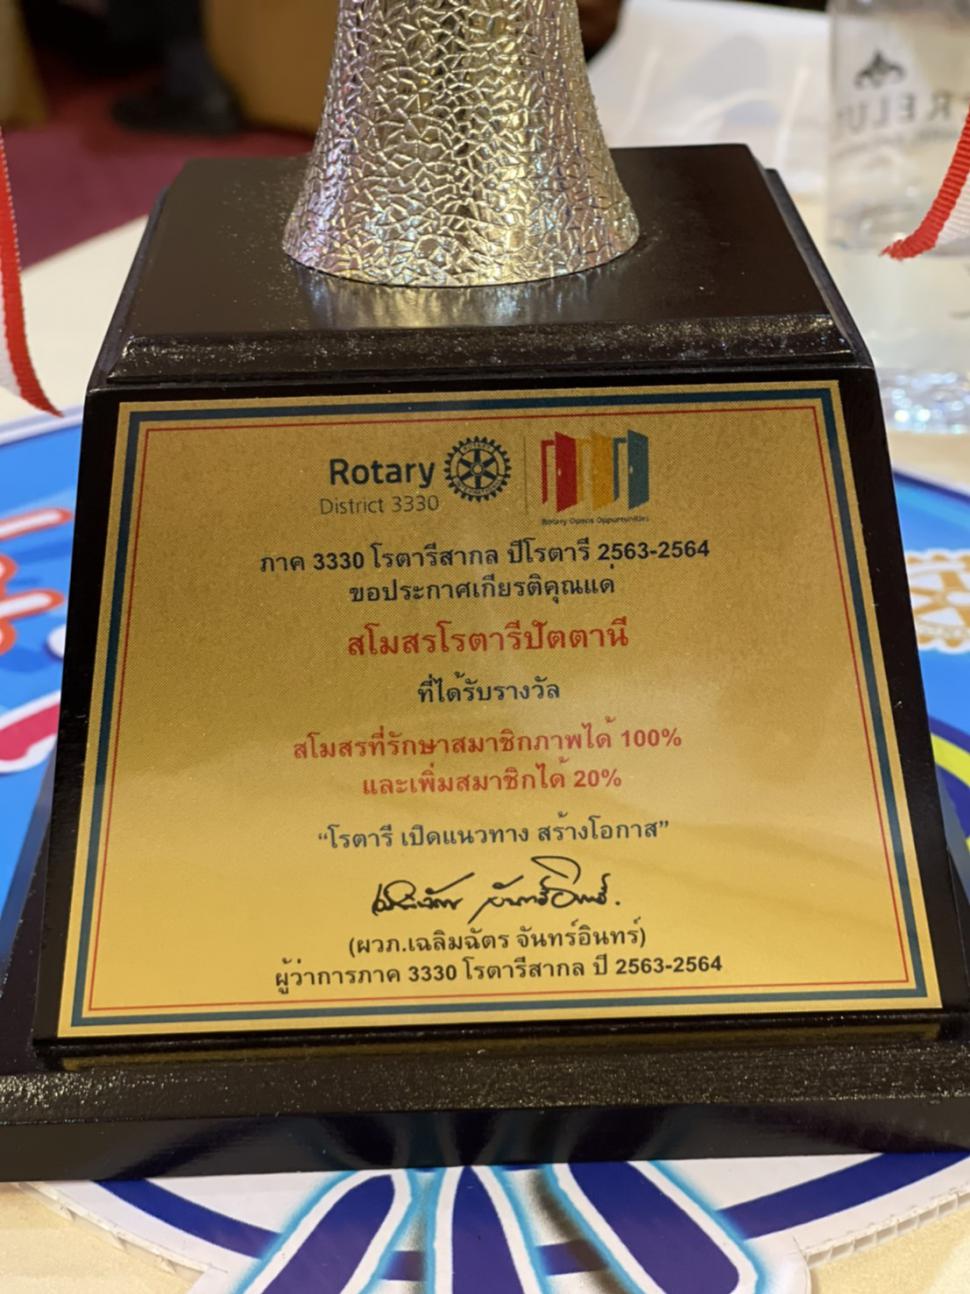 Rotary
District 3330
Rotary Opens Opportunities
ภาค 3330 โรตารีสากล ปีโรตารี 2563-2564
ขอประกาศเกียรติคุณแด่
สโมสรโรตารีปัตตานี
ที่ได้รับรางวัล
สโมสรที่รักษาสมาชิกภาพได้ 100%
และเพิ่มสมาชิกได้ 20%
“โรตารี เปิดแนวทาง สร้างโอกาส”
(ผวภ.เฉลิมฉัตร จันทร์อินทร์)
ผู้ว่าการภาค 3330 โรตารีสากล ปี 2563-2564